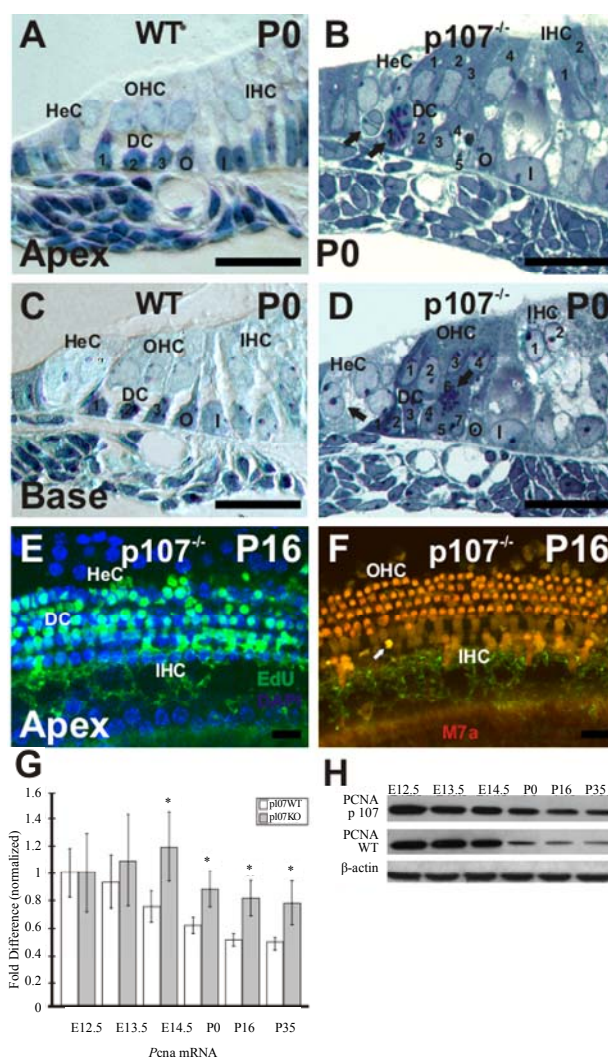 A WT P0
HeC OHC IHC
DC
1 2 3 O I
Apex
B p107-/- 4 IHC 2
1 2 3 1
HeC
DC
1 2 3 4 5 O I
P0
C WT P0
HeC OHC IHC
DC
1 2 3 O I
Base
D p107-/- P0
IHC
OHC 1 2
HeC 3 4
1 2
DC 6
1 2 3 4 5 7 O I
E p107-/- P16
HeC
DC
IHC
EdU
DAPI
Apex
F p107-/- P16
OHC
IHC
M7a
G
1.6
1.4
1.2
1
0.8
0.6
0.4
0.2
0
Fold Difference (normalized)
* * * *
p107WT
p107KO
E12.5 E13.5 E14.5 P0 P16 P35
Pcna mRNA
H
E12.5 E13.5 E14.5 P0 P16 P35
PCNA
p 107
PCNA
WT
β-actin